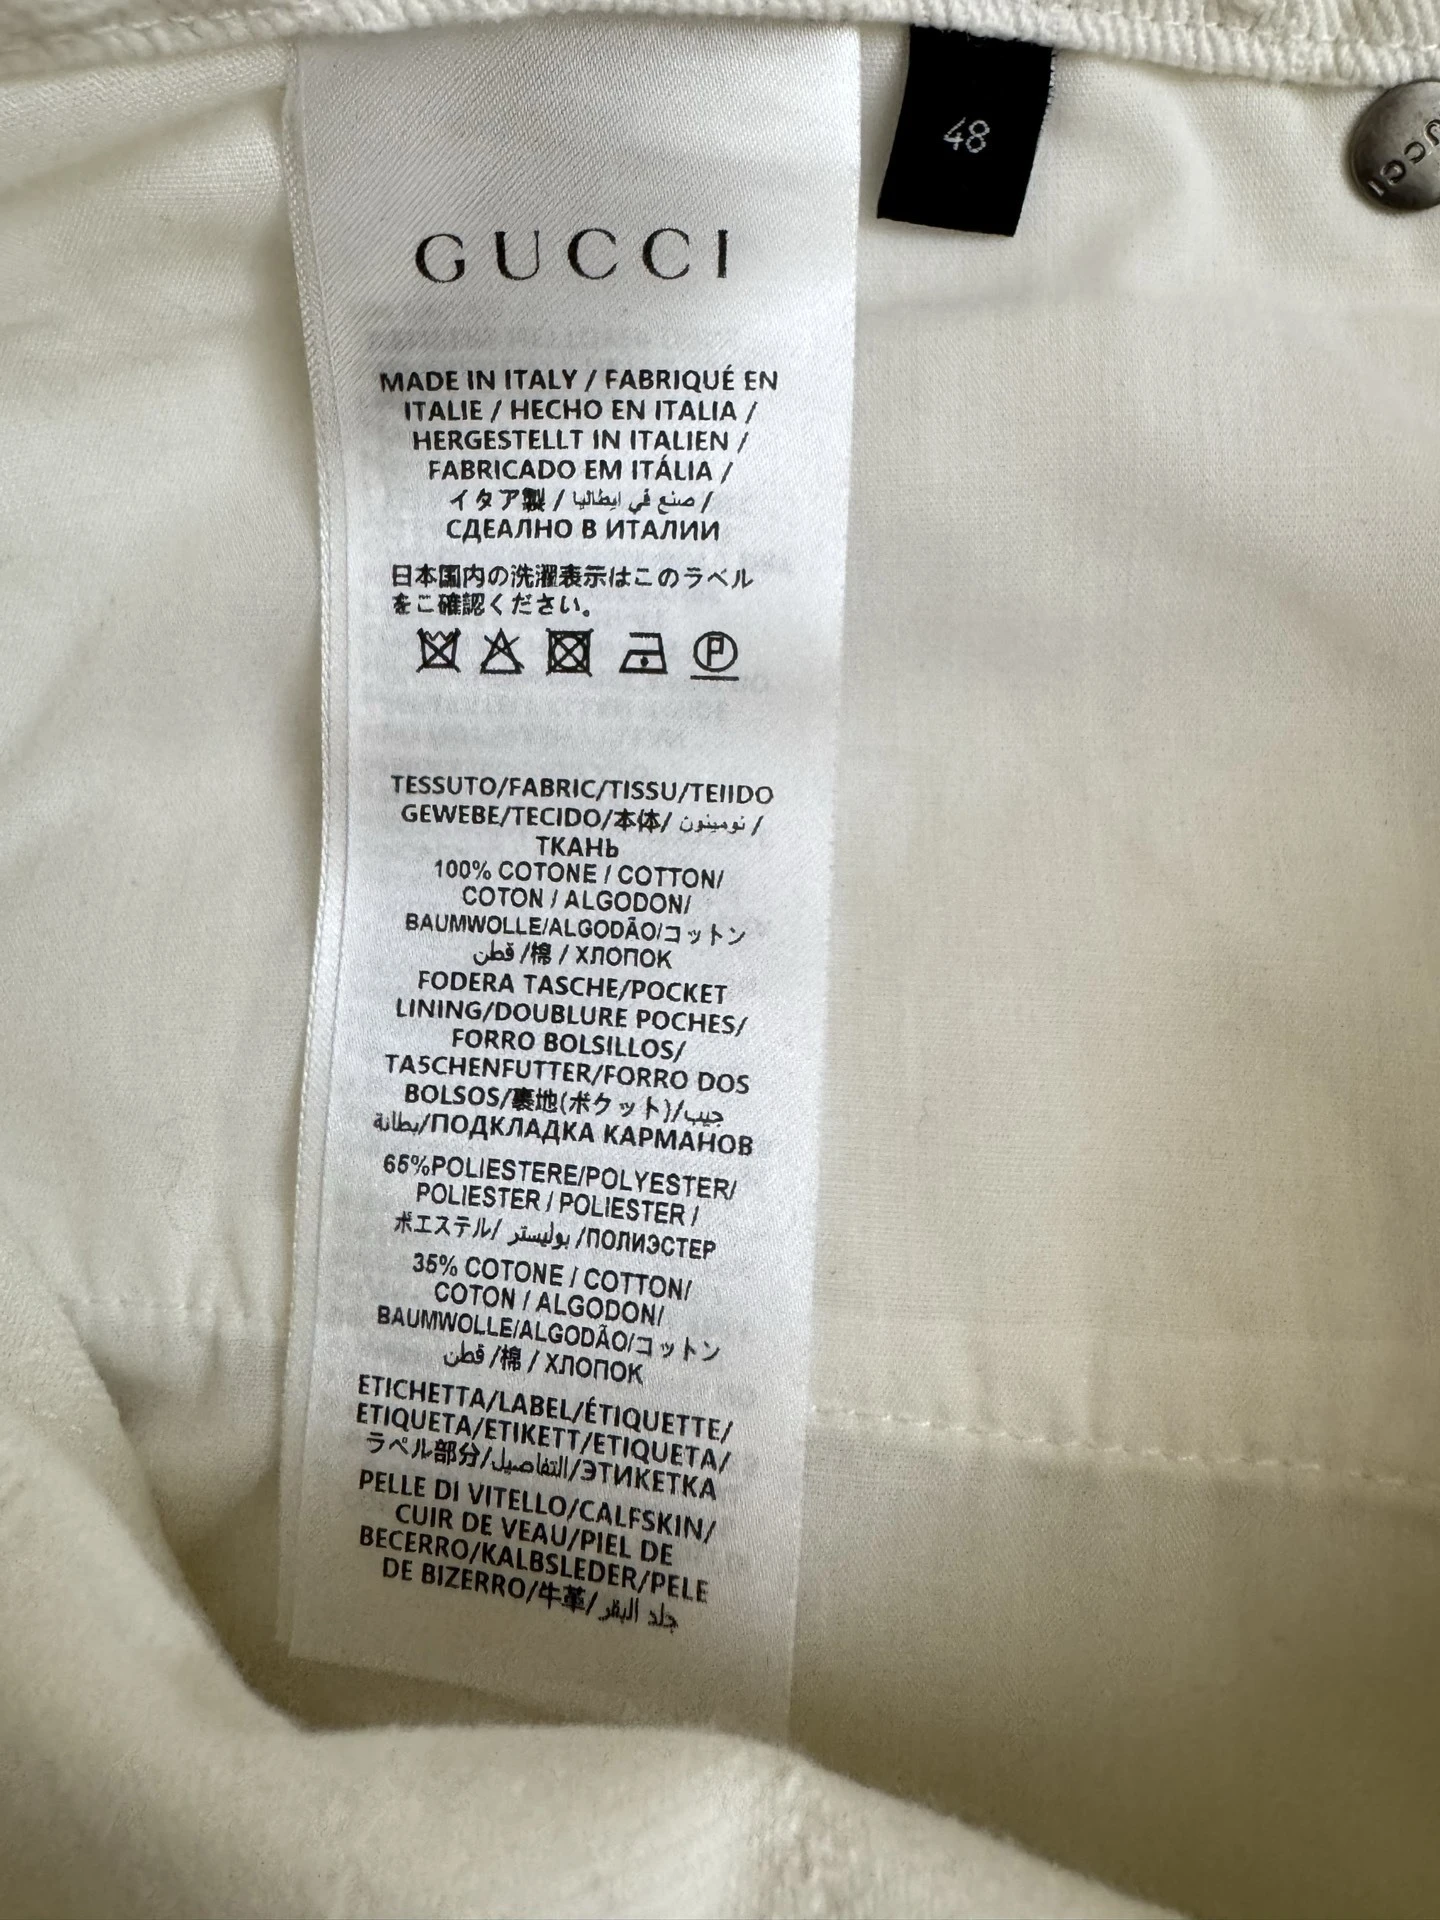 48
GUCCI
GUCCI
MADE IN ITALY / FABRIQUÉ EN
ITALIE / HECHO EN ITALIA /
HERGESTELLT IN ITALIEN /
FABRICADO EM ITÁLIA /
イタア製 / صنع في إيطاليا /
СДЕАЛНО В ИТАЛИИ
日本国内の洗濯表示はこのラベル
をご確認ください。
P
TESSUTO/FABRIC/TISSU/TEIIDO
GEWEBE/TECIDO/本体/ نومينون /
ТКАНЬ
100% COTONE / COTTON/
COTON / ALGODON/
BAUMWOLLE/ALGODÃO/コットン
قطن /棉 / ХЛОПОК
FODERA TASCHE/POCKET
LINING/DOUBLURE POCHES/
FORRO BOLSILLOS/
TA5CHENFUTTER/FORRO DOS
BOLSOS/裏地(ポケット)/جيب
بطانة/ПОДКЛАДКА КАРМАНОВ
65%POLIESTERE/POLYESTER/
POLIESTER / POLIESTER /
ポエステル/ بوليستر /ПОЛИЭСТЕР
35% COTONE / COTTON/
COTON / ALGODON/
BAUMWOLLE/ALGODÃO/コットン
قطن /棉 / ХЛОПОК
ETICHETTA/LABEL/ÉTIQUETTE/
ETIQUETA/ETIKETT/ETIQUETA/
ラペル部分/التفاصيل/ЭТИКЕТКА
PELLE DI VITELLO/CALFSKIN/
CUIR DE VEAU/PIEL DE
BECERRO/KALBSLEDER/PELE
DE BIZERRO/牛革/ جلد البقر